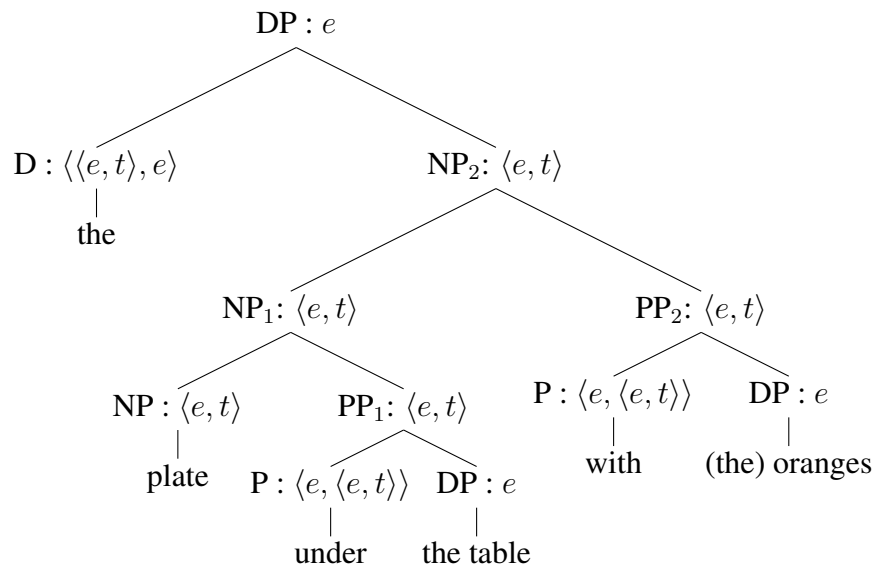 DP : e
D : ⟨⟨e, t⟩, e⟩ NP₂: ⟨e, t⟩
the
NP₁: ⟨e, t⟩ PP₂: ⟨e, t⟩
NP : ⟨e, t⟩ PP₁: ⟨e, t⟩ P : ⟨e, ⟨e, t⟩⟩ DP : e
plate P : ⟨e, ⟨e, t⟩⟩ DP : e with (the) oranges
under the table